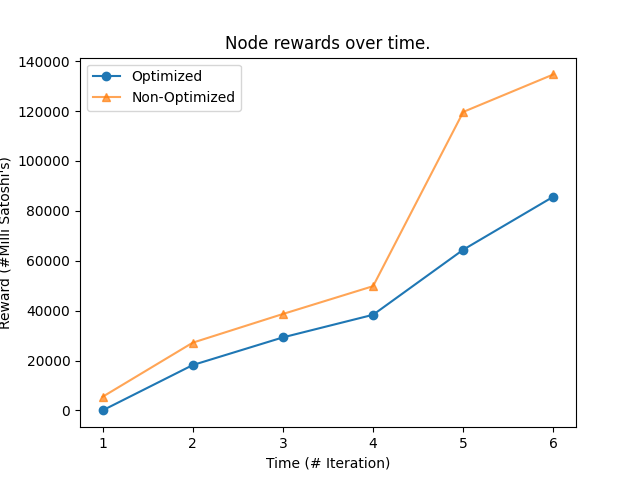 Node rewards over time.
Optimized
Non-Optimized
Reward (#Milli Satoshi's)
140000
120000
100000
80000
60000
40000
20000
0
1 2 3 4 5 6
Time (# Iteration)